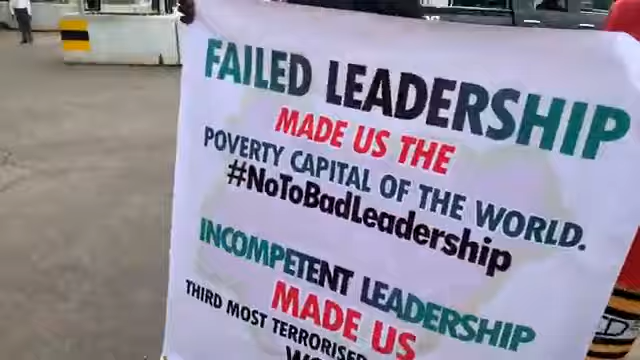 FAILED LEADERSHIP
MADE US THE
POVERTY CAPITAL OF THE WORLD.
#NoToBadLeadership
INCOMPETENT LEADERSHIP
MADE US
THIRD MOST TERRORISED